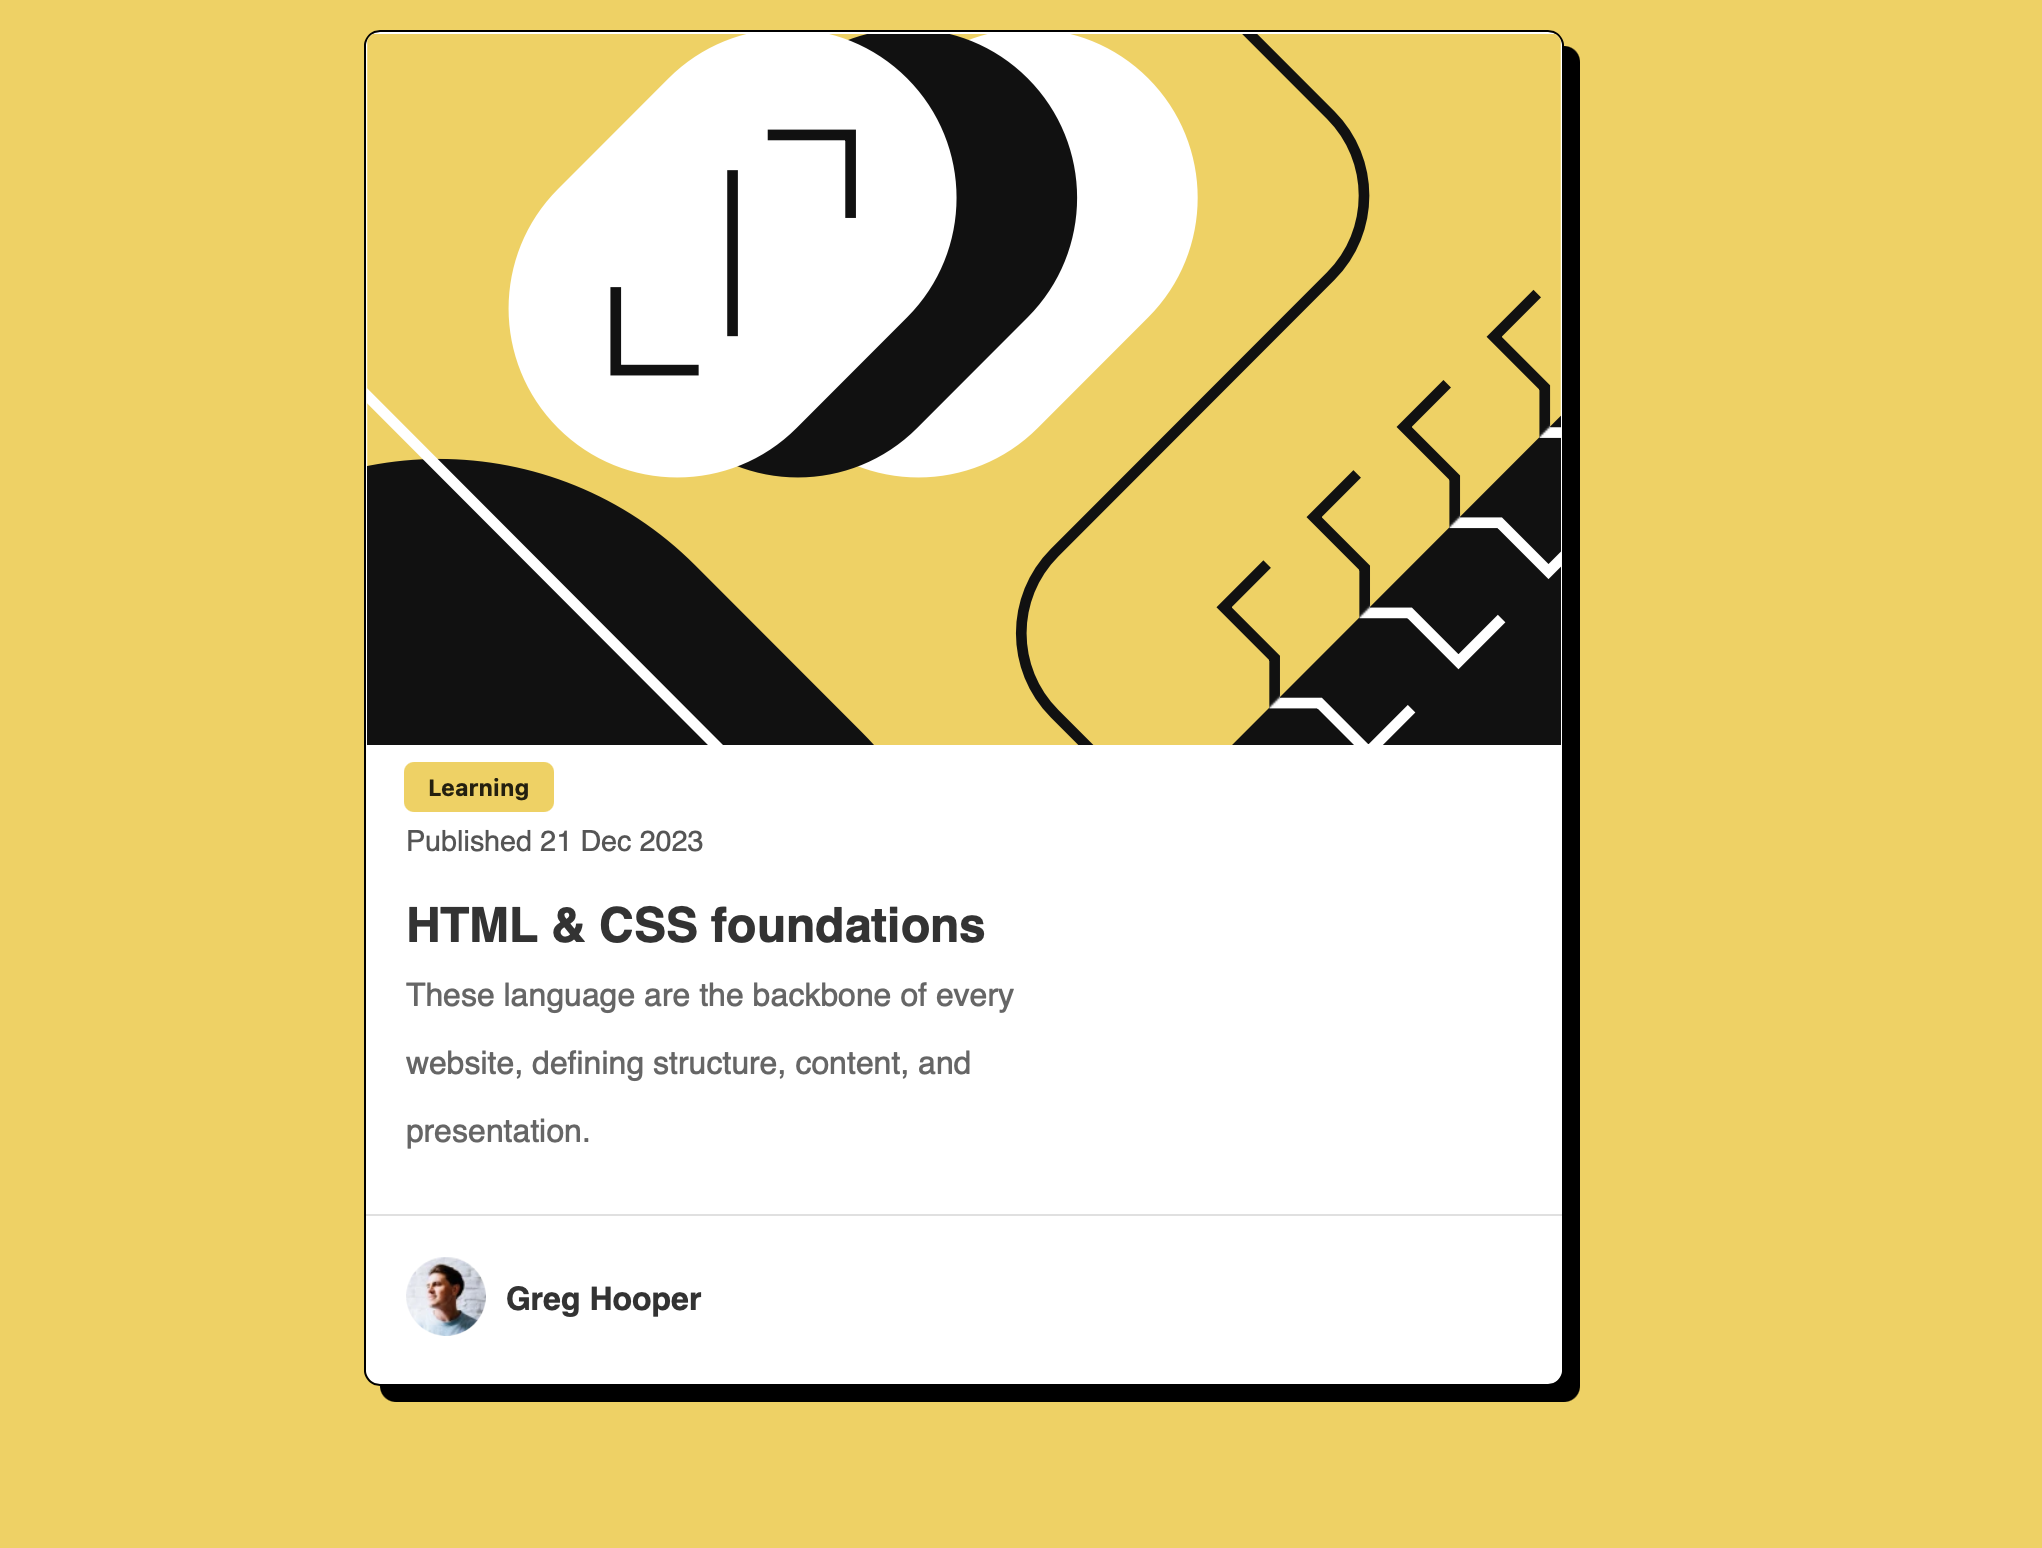 Learning
Published 21 Dec 2023
HTML & CSS foundations
These language are the backbone of every
website, defining structure, content, and
presentation.
Greg Hooper